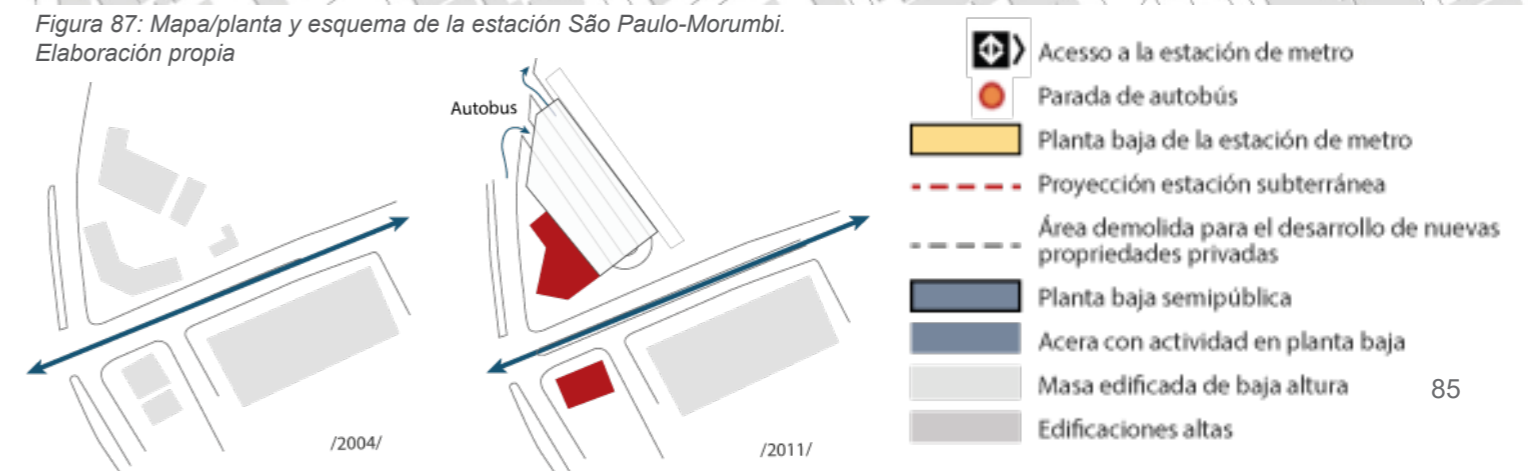 Figura 87: Mapa/planta y esquema de la estación São Paulo-Morumbi.
Elaboración propia
Autobus
/2004/
/2011/
Acesso a la estación de metro
Parada de autobús
Planta baja de la estación de metro
Proyección estación subterránea
Área demolida para el desarrollo de nuevas
propriedades privadas
Planta baja semipública
Acera con actividad en planta baja
Masa edificada de baja altura
85
Edificaciones altas